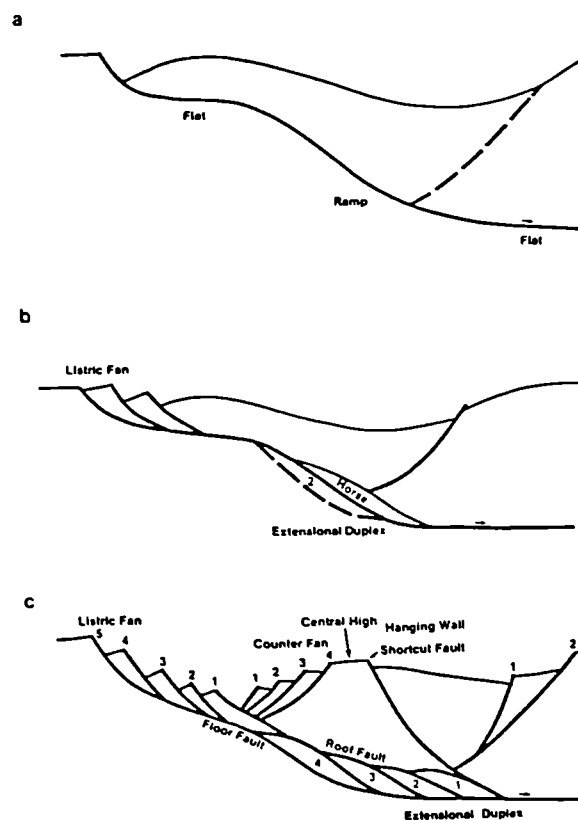 a
Flat
Ramp
Flat
b
Listric Fan
2
Horse
Extensional Duplex
c
Listric Fan
5
4
3
2
1
Counter Fan
1
2
3
4
Central High
Hanging Wall
Shortcut Fault
1
2
Floor Fault
Roof Fault
4
3
2
1
Extensional Duplex